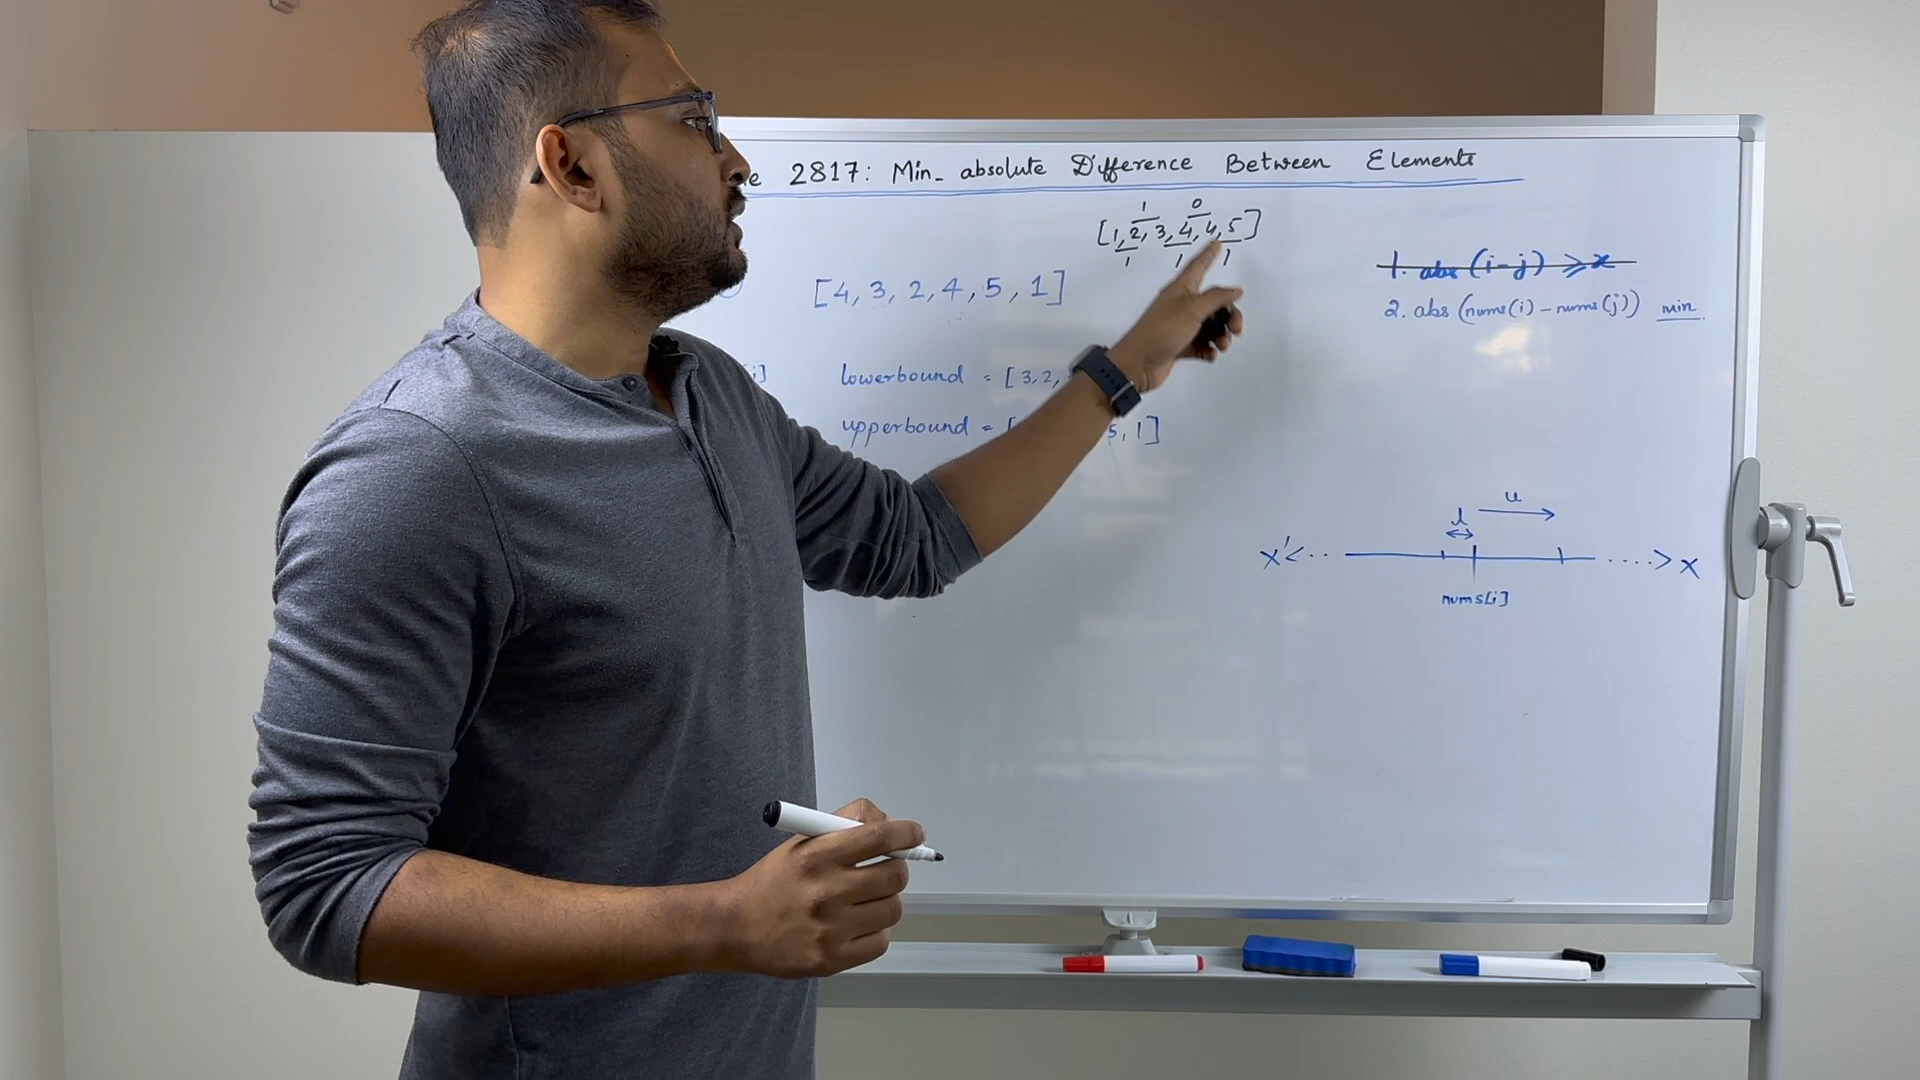 e 2817: Min_ absolute Difference Between Elements
1 0
[1,2,3,4,4,5]
1 1 1
[4,3,2,4,5,1]
1. abs (i-j) ⩾ x
2. abs (nums(i) - nums(j)) min
i]
lowerbound = [3,2,
upperbound = [ 5,1]
u
l
x' x
nums[i]